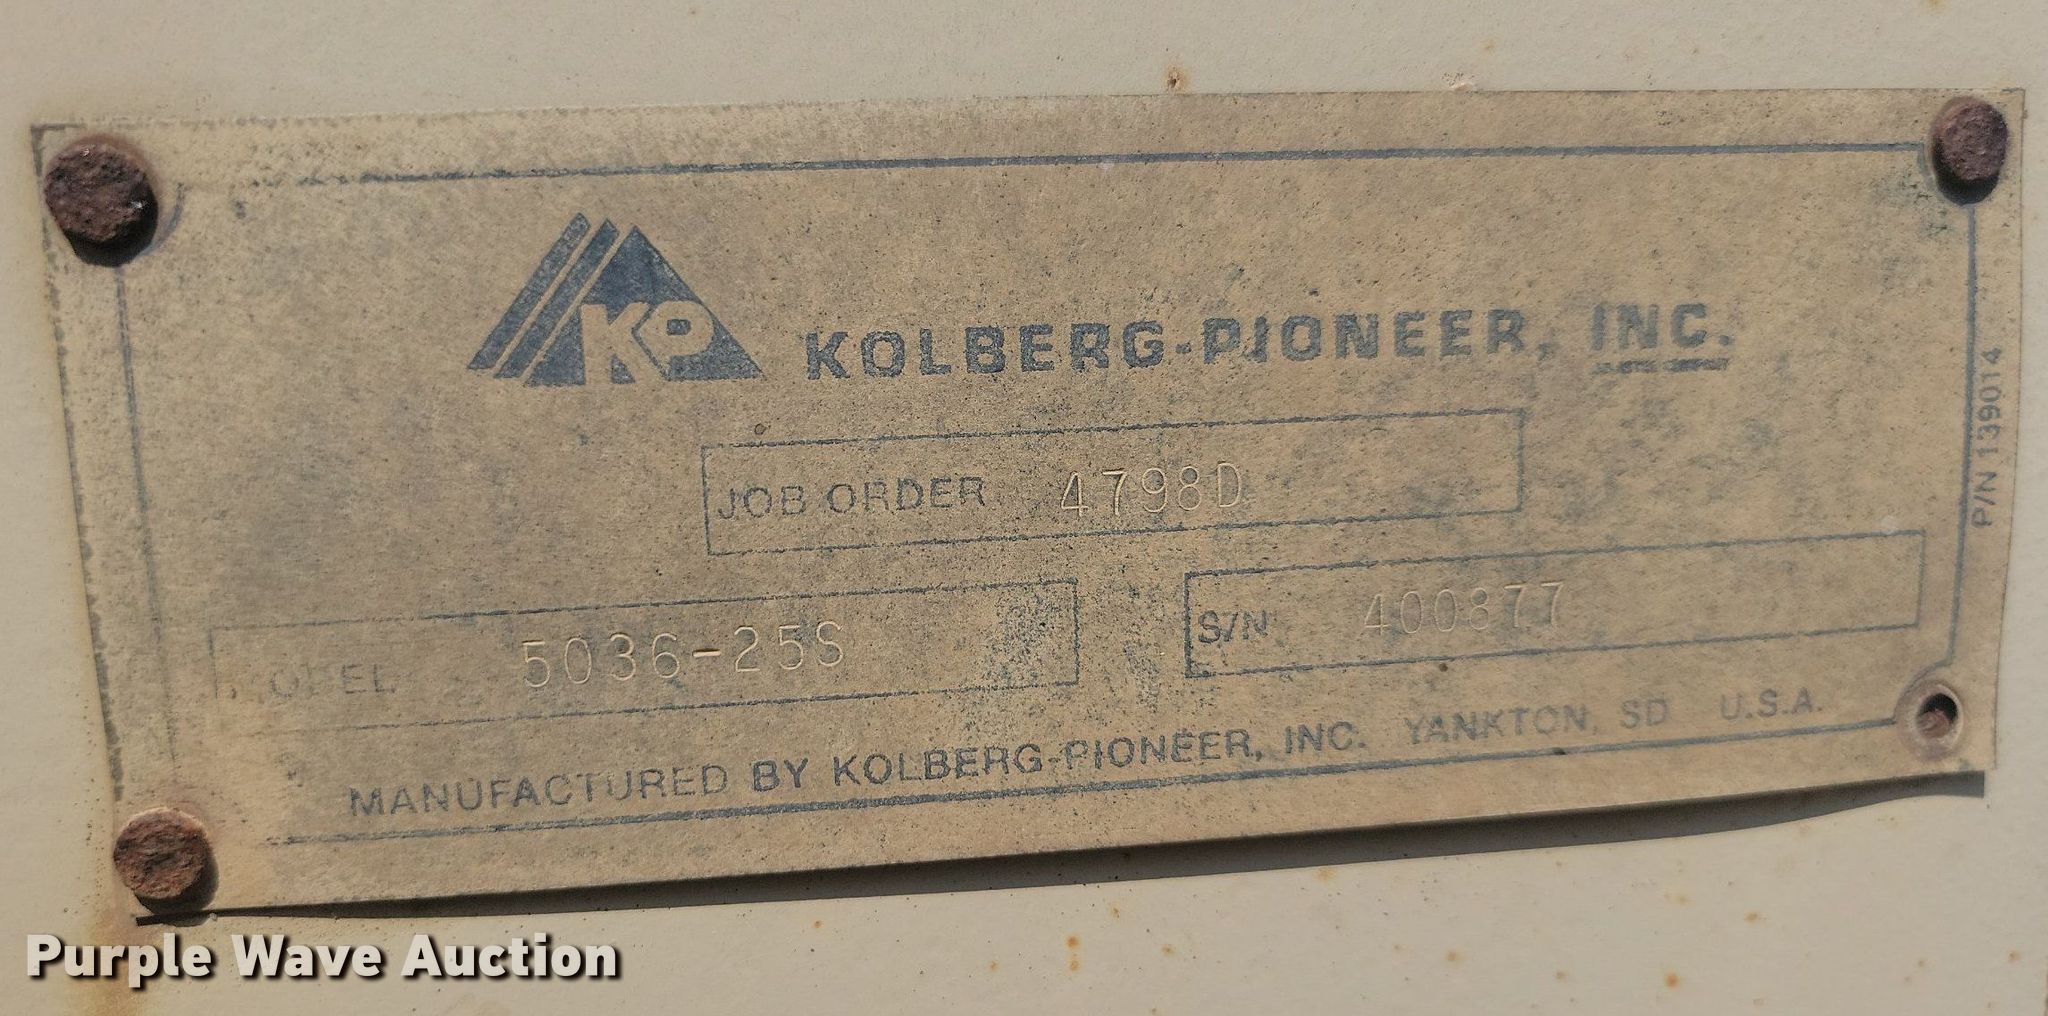 KP KOLBERG-PIONEER, INC.
JOB ORDER 4798D
MODEL 5036-25S S/N 400877
MANUFACTURED BY KOLBERG-PIONEER, INC. YANKTON, SD U.S.A.
P/N 139014
Purple Wave Auction